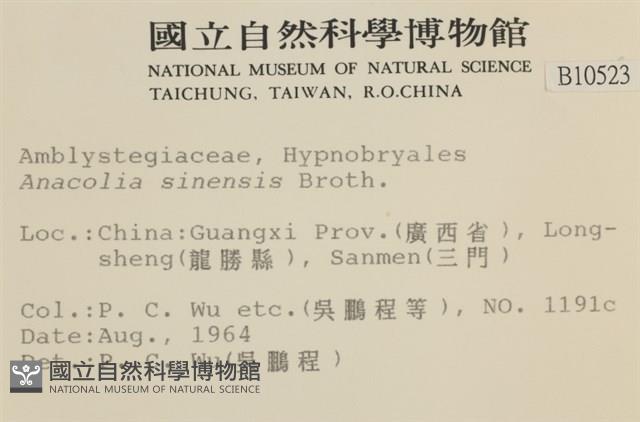 國立自然科學博物館
NATIONAL MUSEUM OF NATURAL SCIENCE
TAICHUNG, TAIWAN, R.O.CHINA
B10523
Amblystegiaceae, Hypnobryales
Anacolia sinensis Broth.
Loc.:China:Guangxi Prov.(廣西省), Long-
sheng(龍勝縣), Sanmen(三門)
Col.:P. C. Wu etc.(吳鵬程等), NO. 1191c
Date:Aug., 1964
Det.:P. C. Wu(吳鵬程)
國立自然科學博物館
NATIONAL MUSEUM OF NATURAL SCIENCE